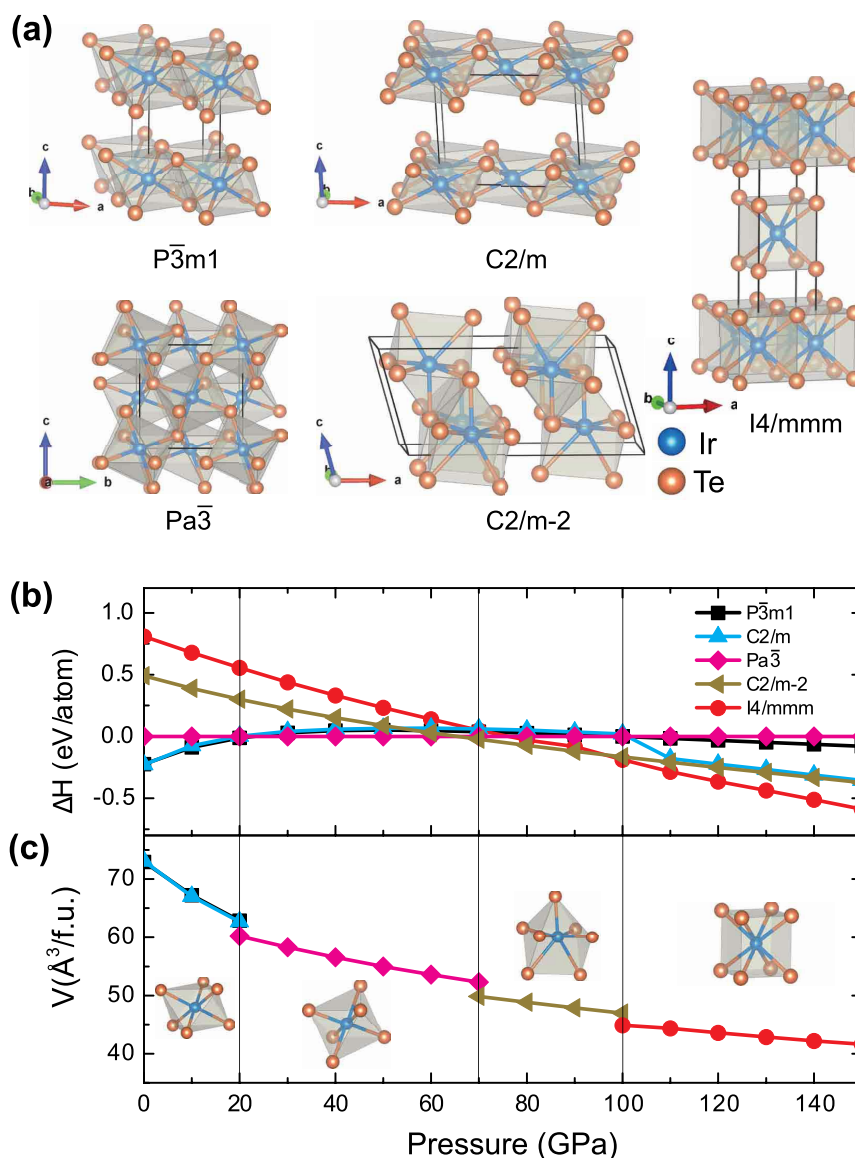 (a)
c
b
a
P3̅m1
c
b
a
C2/m
c
b
a
Pa3̅
c
b
a
C2/m-2
c
b
a
I4/mmm
Ir
Te
(b)
ΔH (eV/atom)
1.0
0.5
0.0
-0.5
P3̅m1
C2/m
Pa3̅
C2/m-2
I4/mmm
(c)
V(Å³/f.u.)
70
60
50
40
0 20 40 60 80 100 120 140
Pressure (GPa)